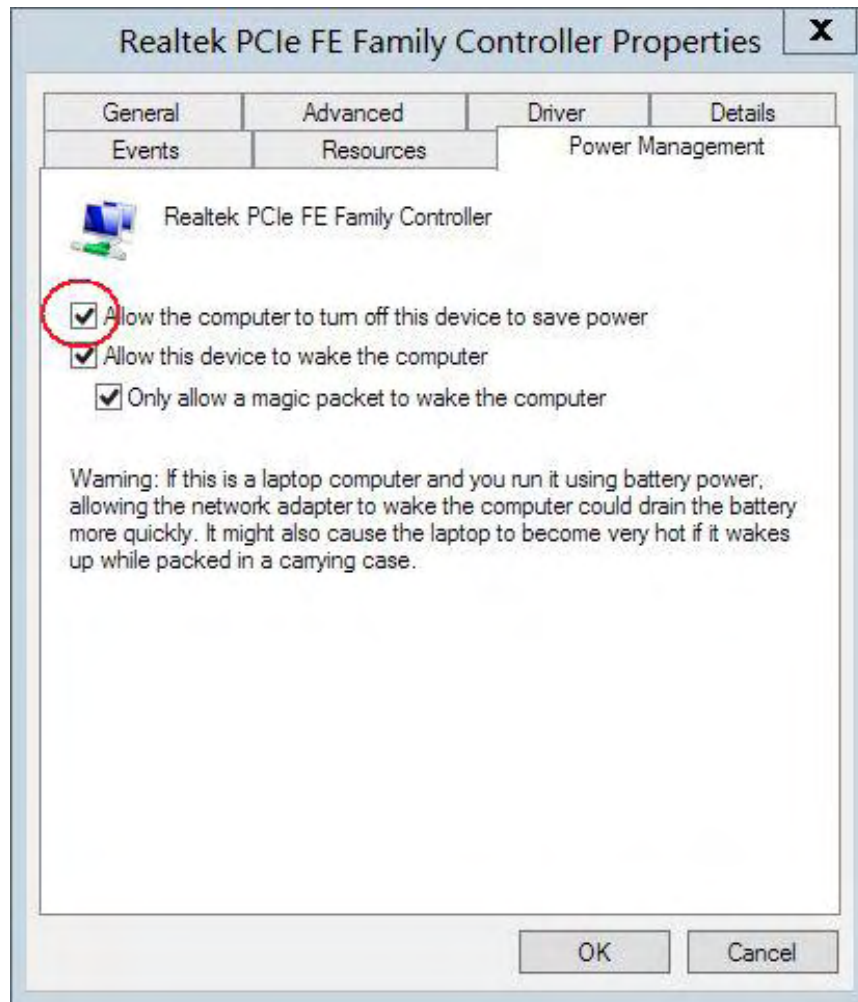 Realtek PCIe FE Family Controller Properties X
General Advanced Driver Details
Events Resources Power Management
Realtek PCIe FE Family Controller
Allow the computer to turn off this device to save power
Allow this device to wake the computer
Only allow a magic packet to wake the computer
Warning: If this is a laptop computer and you run it using battery power,
allowing the network adapter to wake the computer could drain the battery
more quickly. It might also cause the laptop to become very hot if it wakes
up while packed in a carrying case.
OK Cancel